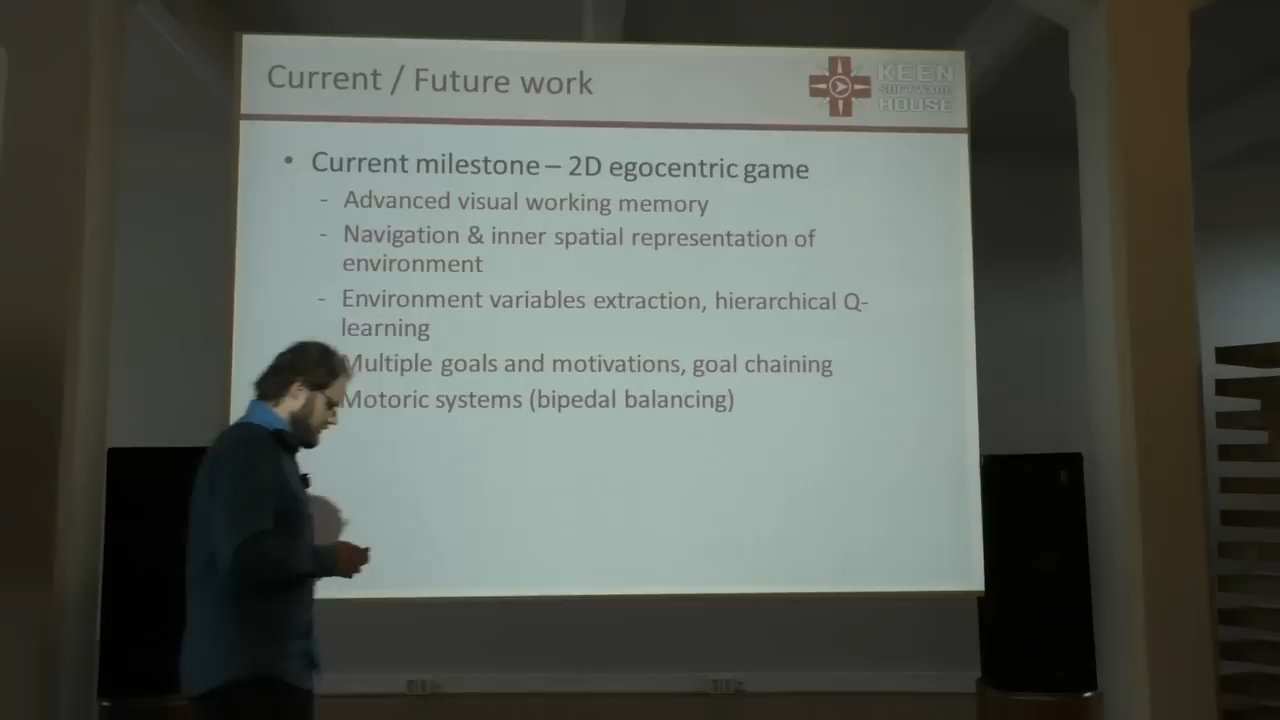 Current / Future work
KEEN
SOFTWARE
HOUSE
• Current milestone – 2D egocentric game
- Advanced visual working memory
- Navigation & inner spatial representation of
environment
- Environment variables extraction, hierarchical Q-
learning
Multiple goals and motivations, goal chaining
Motoric systems (bipedal balancing)